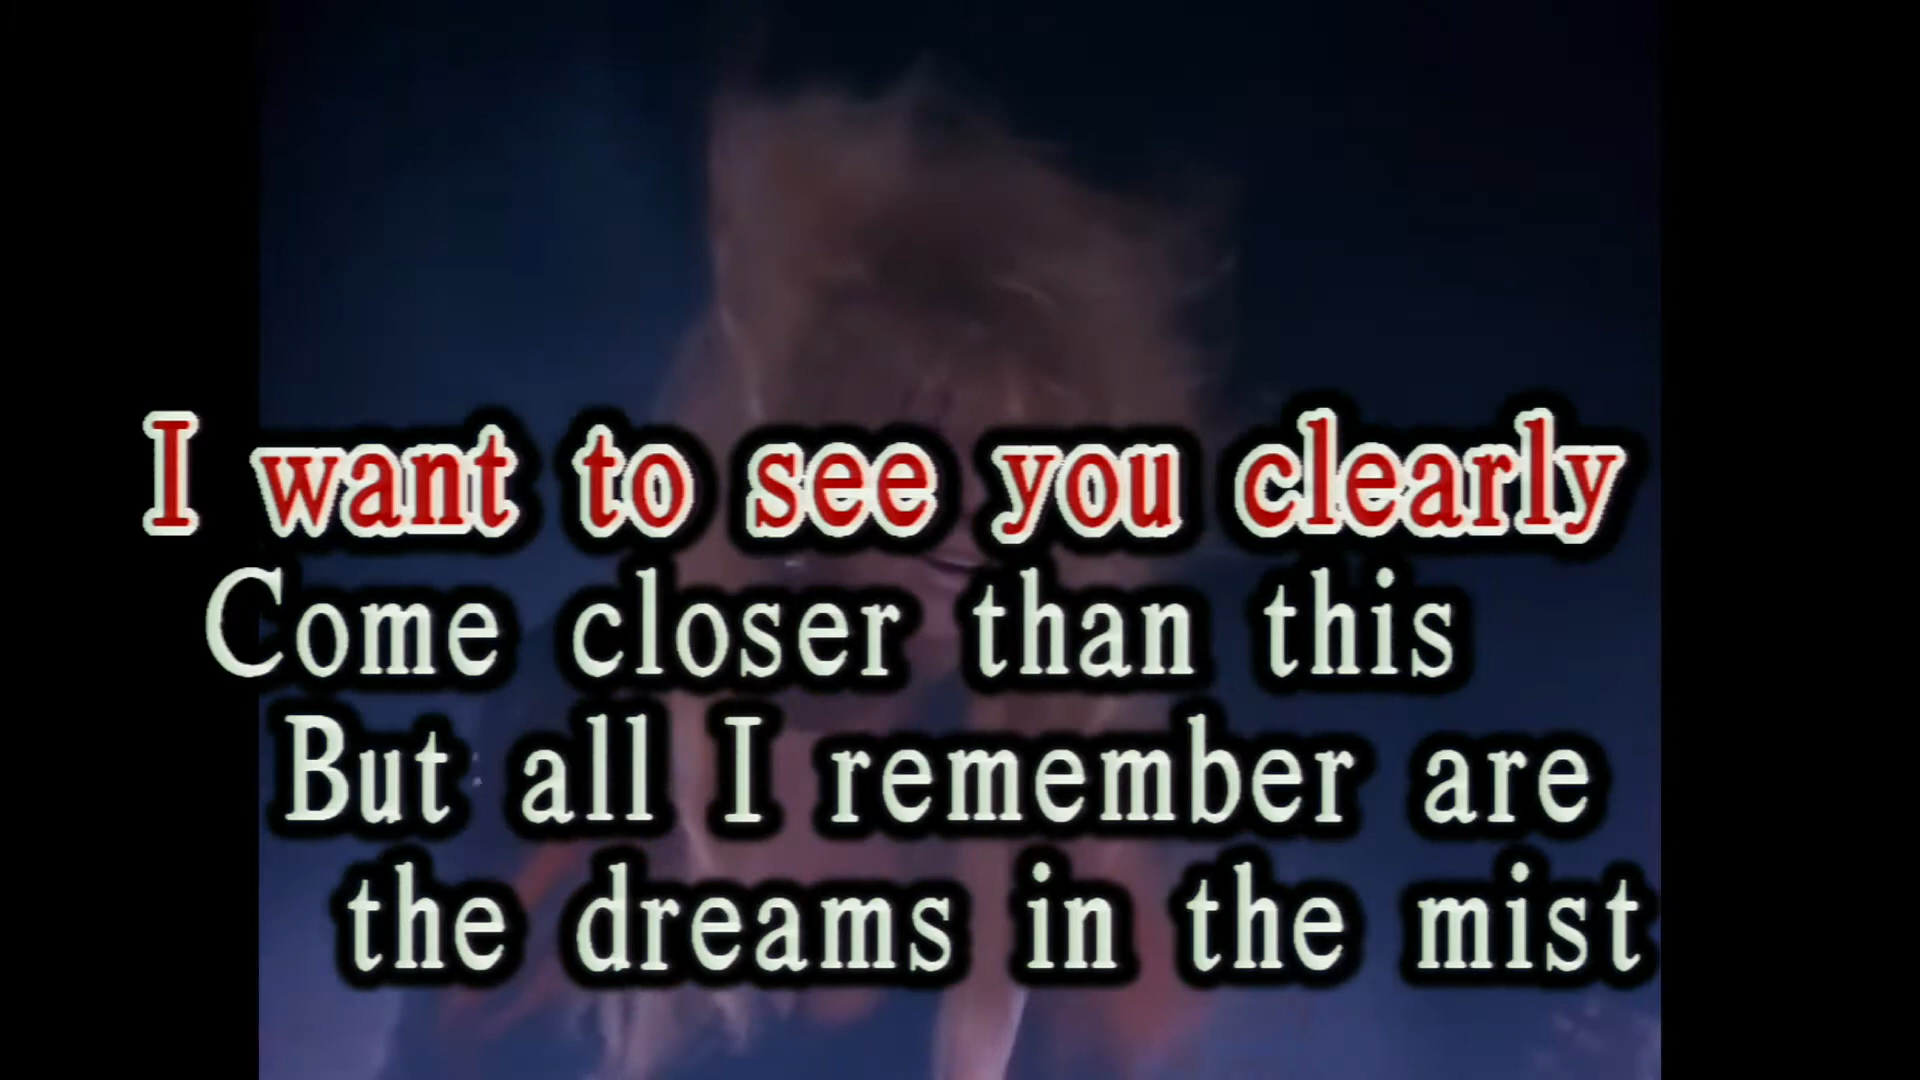 I want to see you clearly
Come closer than this
But all I remember are
the dreams in the mist